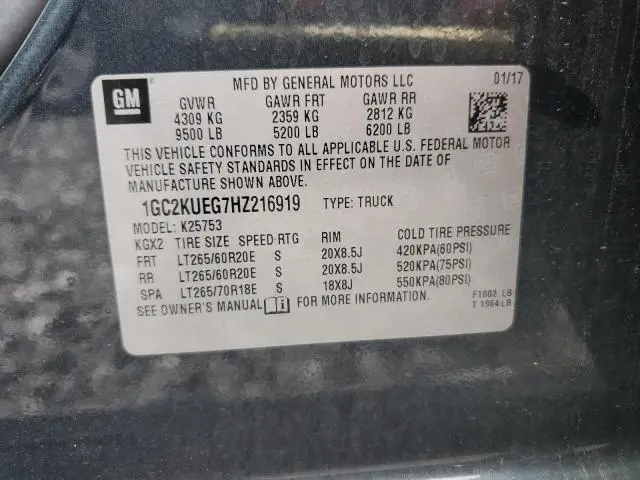 MFD BY GENERAL MOTORS LLC 01/17
GM
GVWR GAWR FRT GAWR RR
4309 KG 2359 KG 2812 KG
9500 LB 5200 LB 6200 LB
THIS VEHICLE CONFORMS TO ALL APPLICABLE U.S. FEDERAL MOTOR
VEHICLE SAFETY STANDARDS IN EFFECT ON THE DATE OF
MANUFACTURE SHOWN ABOVE.
1GC2KUEG7HZ216919 TYPE: TRUCK
MODEL: K25753
KGX2 TIRE SIZE SPEED RTG RIM COLD TIRE PRESSURE
FRT LT265/60R20E S 20X8.5J 420KPA(60PSI)
RR LT265/60R20E S 20X8.5J 520KPA(75PSI)
SPA LT265/70R18E S 18X8J 550KPA(80PSI)
SEE OWNER'S MANUAL i FOR MORE INFORMATION.
F1002 LB
T 1964 LB